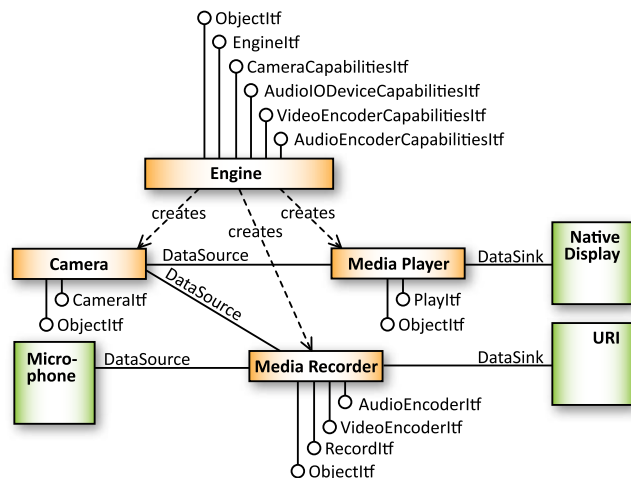 ObjectItf
EngineItf
CameraCapabilitiesItf
AudioIODeviceCapabilitiesItf
VideoEncoderCapabilitiesItf
AudioEncoderCapabilitiesItf
Engine
creates
creates
creates
Camera
DataSource
Media Player
DataSink
Native
Display
DataSource
CameraItf
ObjectItf
PlayItf
ObjectItf
Micro-
phone
DataSource
Media Recorder
DataSink
URI
AudioEncoderItf
VideoEncoderItf
RecordItf
ObjectItf